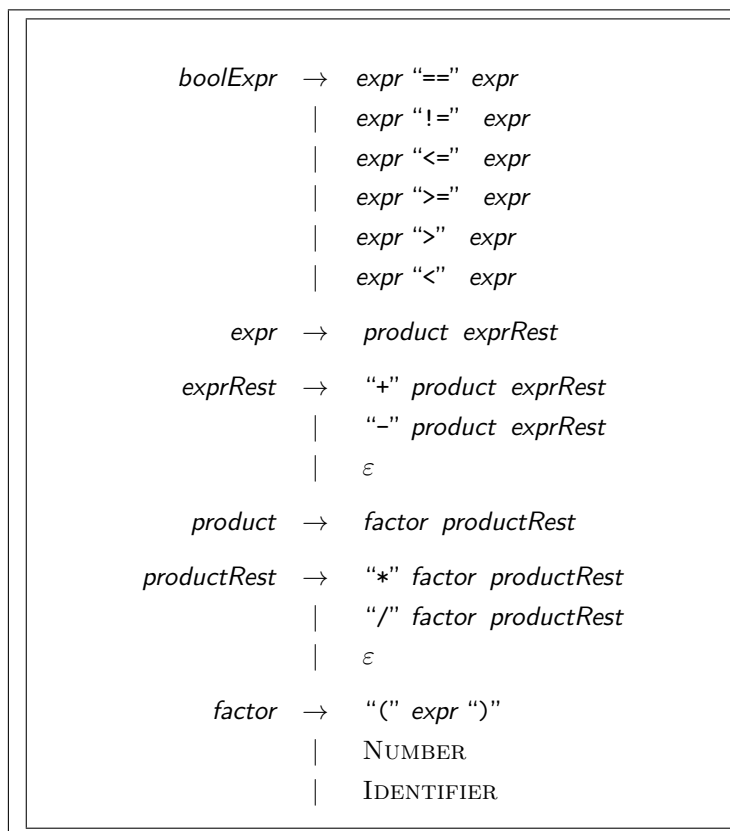 boolExpr → expr “==” expr
| expr “!=” expr
| expr “<=” expr
| expr “>=” expr
| expr “>” expr
| expr “<” expr
expr → product exprRest
exprRest → “+” product exprRest
| “-” product exprRest
| ε
product → factor productRest
productRest → “*” factor productRest
| “/” factor productRest
| ε
factor → “(” expr “)”
| NUMBER
| IDENTIFIER